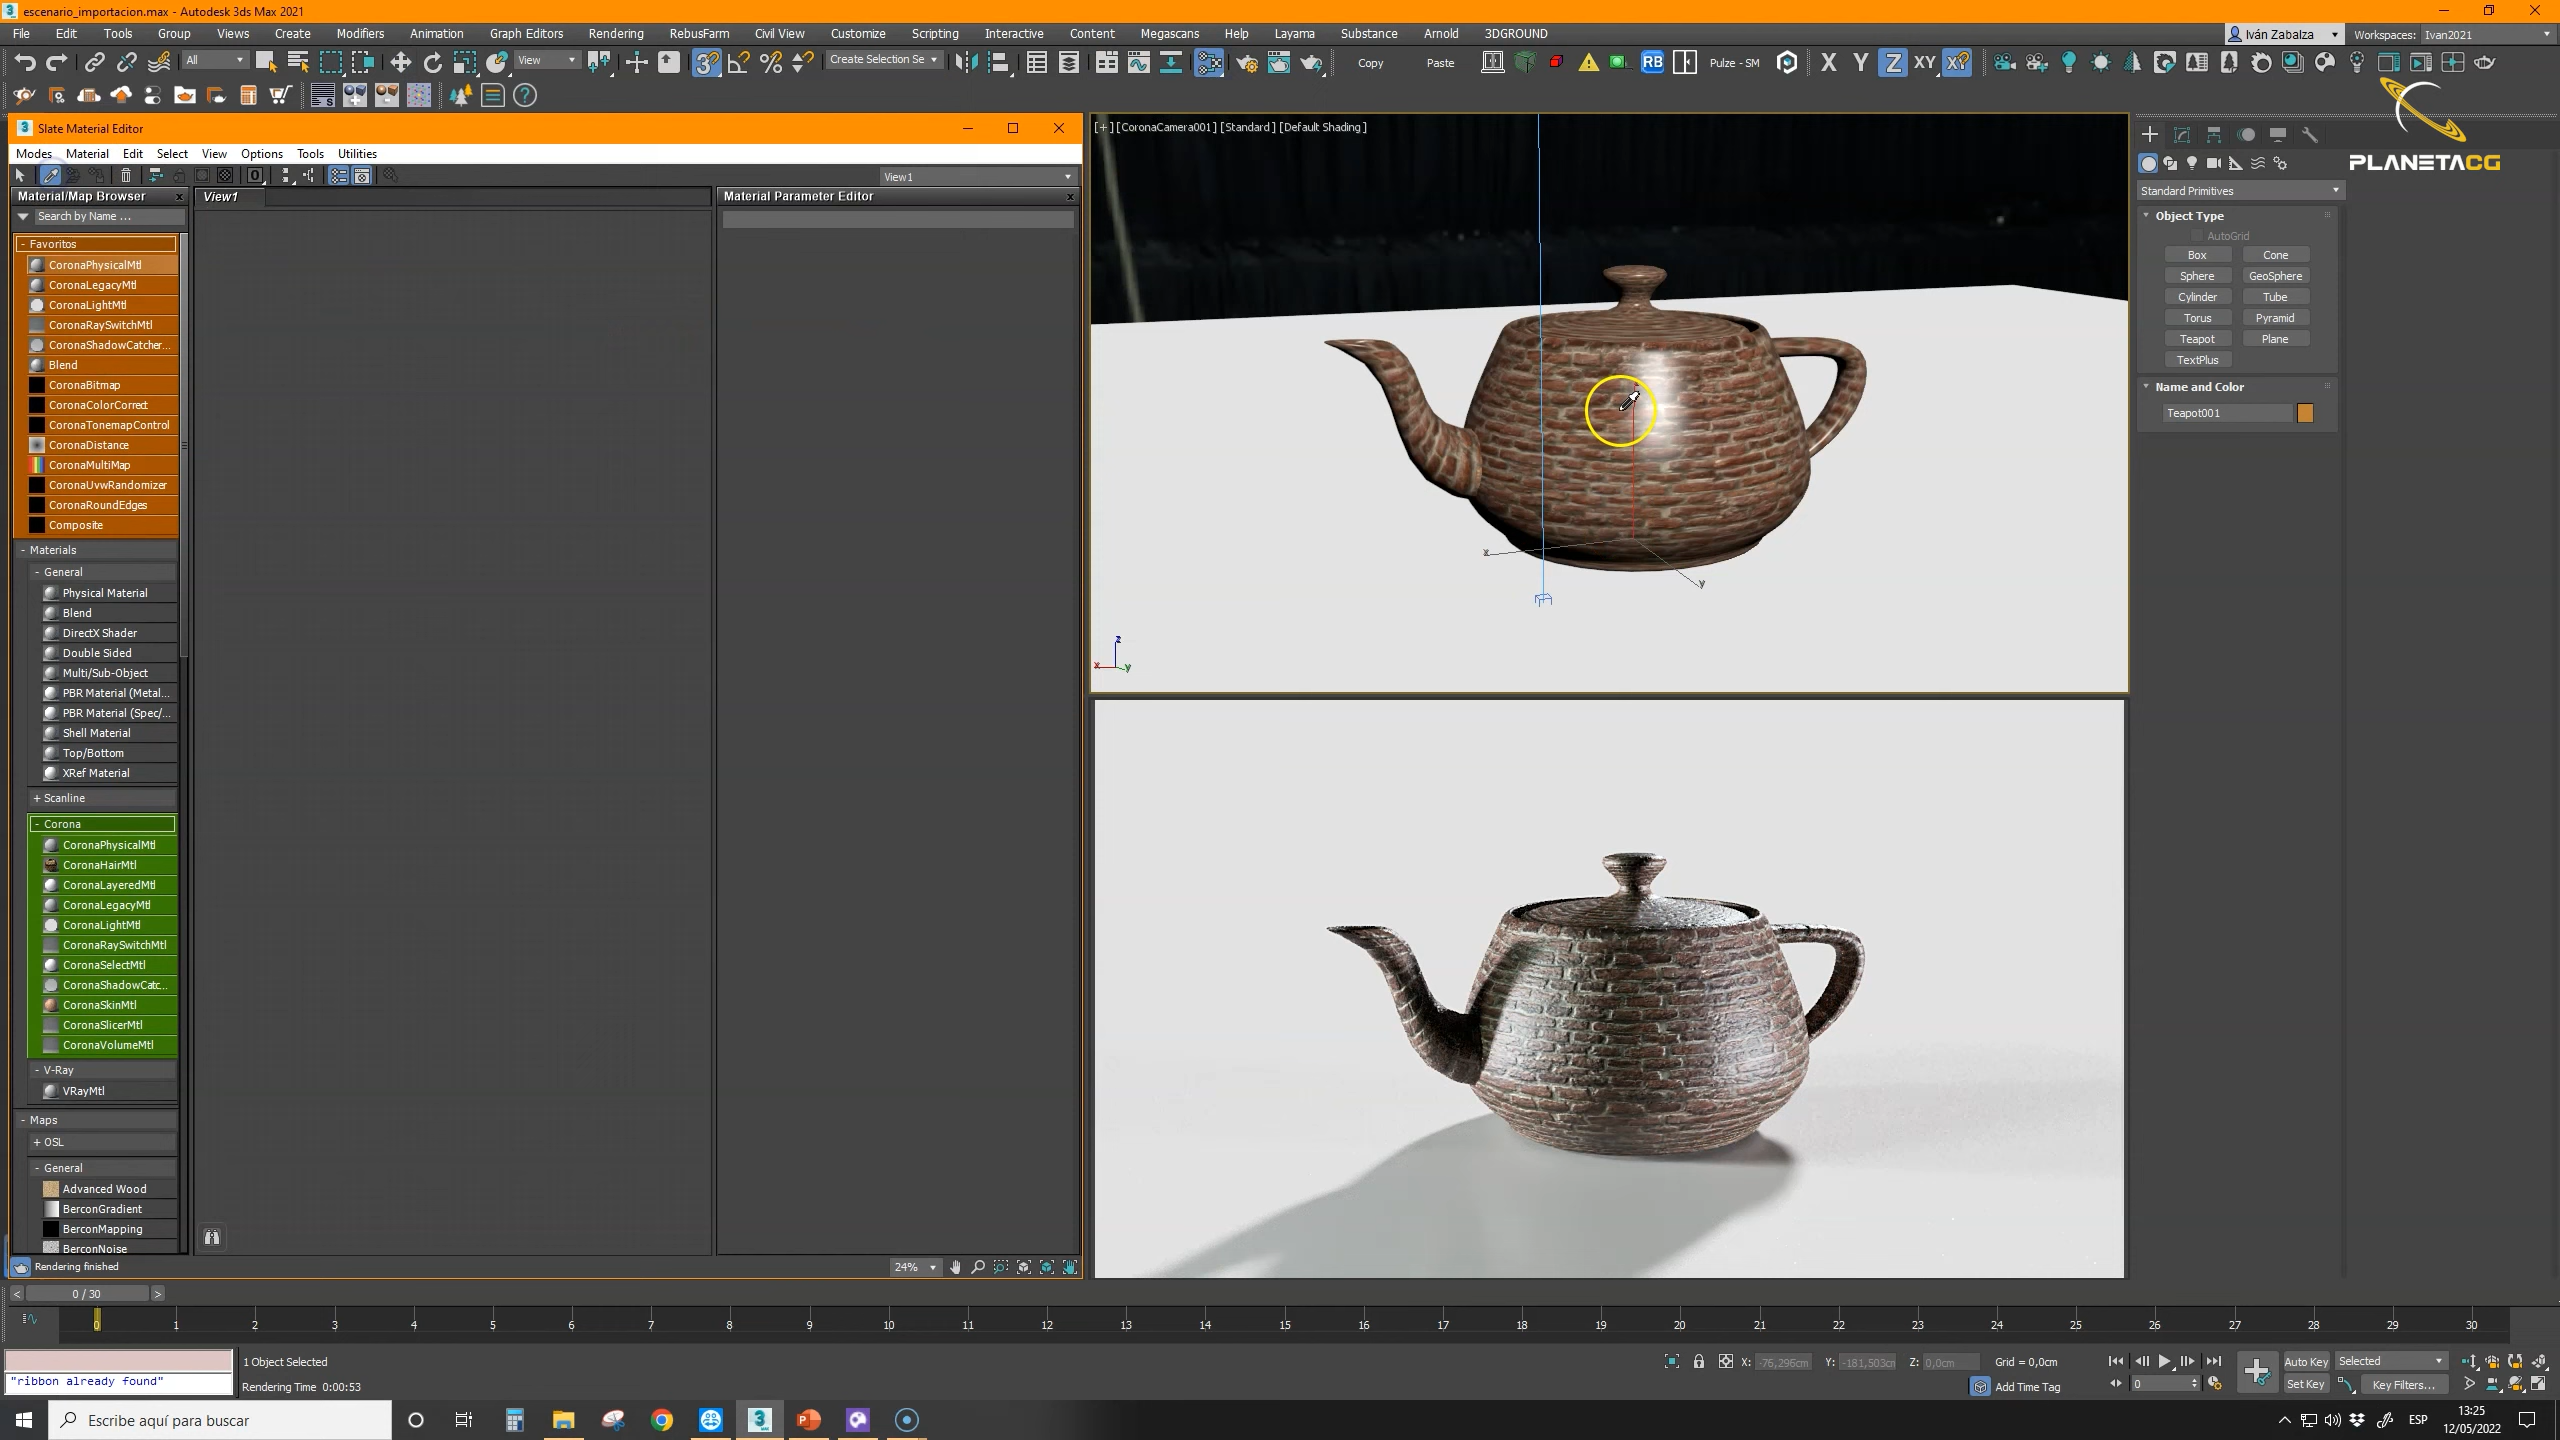 escenario_importacion.max - Autodesk 3ds Max 2021
File Edit Tools Group Views Create Modifiers Animation Graph Editors Rendering RebusFarm Civil View Customize Scripting Interactive Content Megascans Help Layama Substance Arnold 3DGROUND
Iván Zabalza Workspaces: Ivan2021
All View Create Selection Se Copy Paste RB Pulze - SM X Y Z XY
PLANETACG
Slate Material Editor
Modes Material Edit Select View Options Tools Utilities
View1
Material/Map Browser
View1
Material Parameter Editor
Search by Name ...
- Favoritos
CoronaPhysicalMtl
CoronaLegacyMtl
CoronaLightMtl
CoronaRaySwitchMtl
CoronaShadowCatcher...
Blend
CoronaBitmap
CoronaColorCorrect
CoronaTonemapControl
CoronaDistance
CoronaMultiMap
CoronaUvwRandomizer
CoronaRoundEdges
Composite
- Materials
- General
Physical Material
Blend
DirectX Shader
Double Sided
Multi/Sub-Object
PBR Material (Metal...
PBR Material (Spec/...
Shell Material
Top/Bottom
XRef Material
+ Scanline
- Corona
CoronaPhysicalMtl
CoronaHairMtl
CoronaLayeredMtl
CoronaLegacyMtl
CoronaLightMtl
CoronaRaySwitchMtl
CoronaSelectMtl
CoronaShadowCatc...
CoronaSkinMtl
CoronaSlicerMtl
CoronaVolumeMtl
- V-Ray
VRayMtl
- Maps
+ OSL
- General
Advanced Wood
BerconGradient
BerconMapping
BerconNoise
Rendering finished
24%
[+] [CoronaCamera001] [Standard] [Default Shading]
x
y
z
x y
Standard Primitives
Object Type
AutoGrid
Box Cone
Sphere GeoSphere
Cylinder Tube
Torus Pyramid
Teapot Plane
TextPlus
Name and Color
Teapot001
< 0 / 30 >
0 1 2 3 4 5 6 7 8 9 10 11 12 13 14 15 16 17 18 19 20 21 22 23 24 25 26 27 28 29 30
1 Object Selected
"ribbon already found"
Rendering Time 0:00:53
X: -76,296cm Y: -181,503cm Z: 0,0cm Grid = 0,0cm
Add Time Tag
0
Auto Key Selected
Set Key Key Filters...
Escribe aquí para buscar
ESP
13:25
12/05/2022